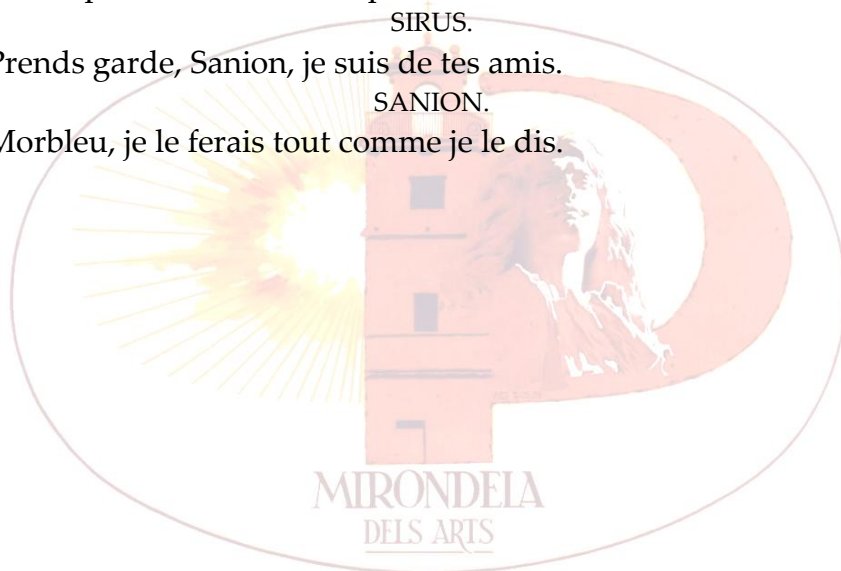 SIRUS.
Prends garde, Sanion, je suis de tes amis.
SANION.
Morbleu, je le ferais tout comme je le dis.
MIRONDELA
DELS ARTS